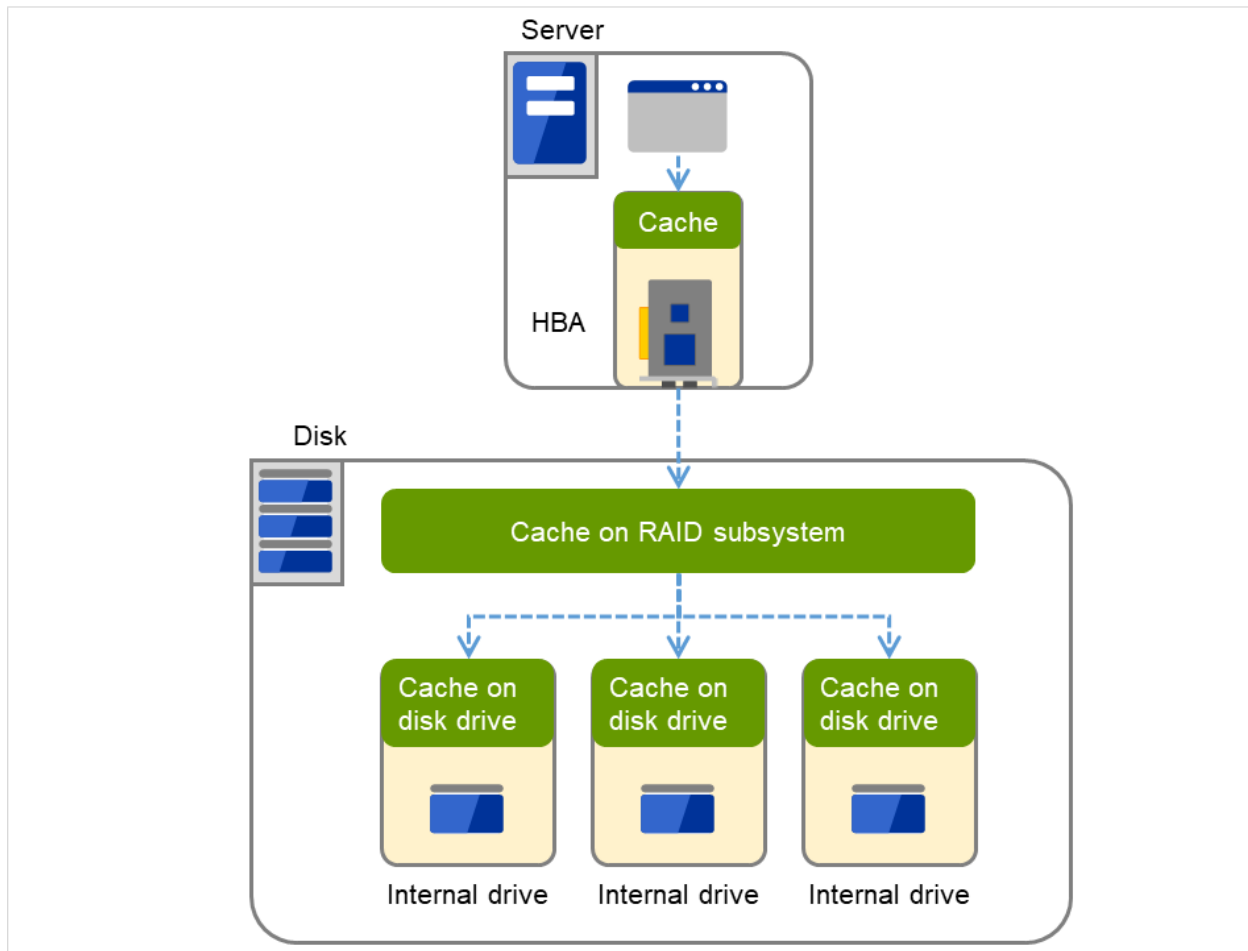 Server
Cache
HBA
Disk
Cache on RAID subsystem
Cache on
disk drive
Cache on
disk drive
Cache on
disk drive
Internal drive
Internal drive
Internal drive